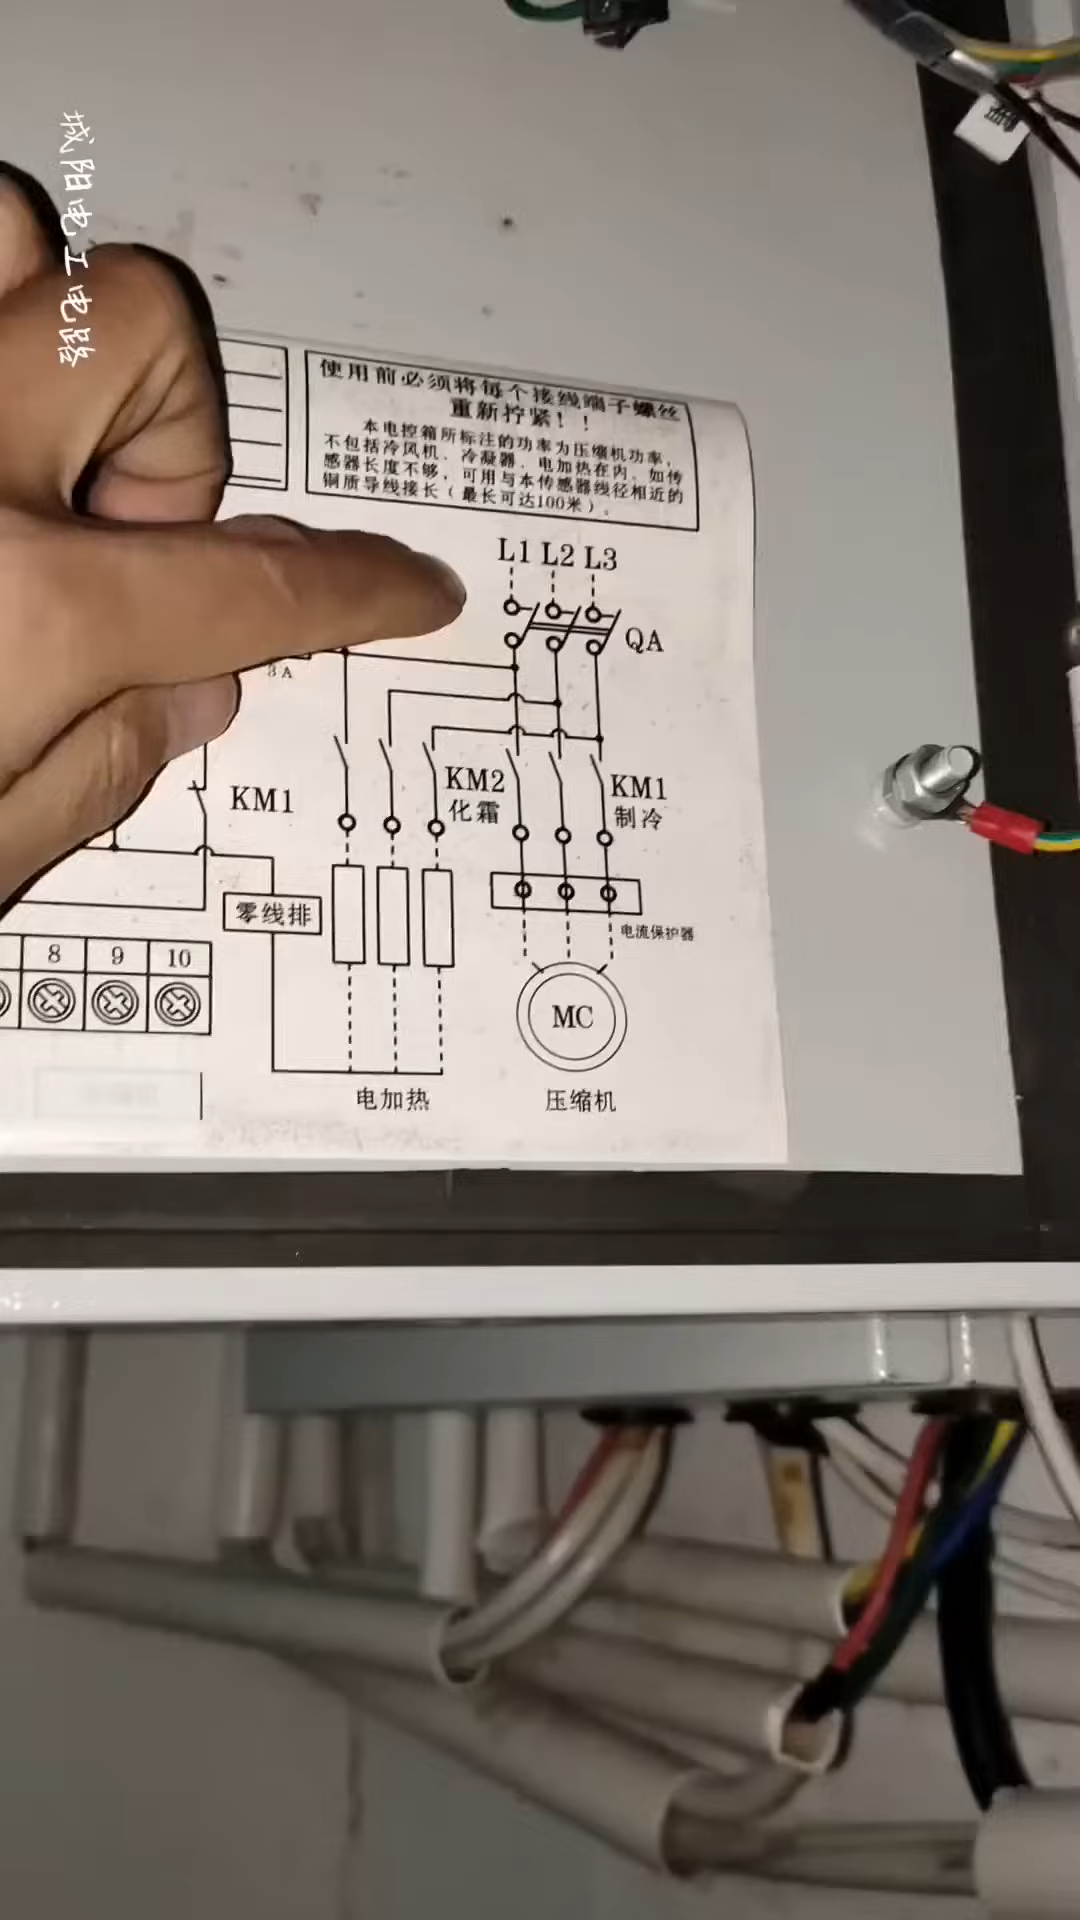 城阳电工电路
使用前必须将每个接线端子螺丝
重新拧紧！！
本电控箱所标注的功率为压缩机功率，
不包括冷风机、冷凝器、电加热在内，如传
感器长度不够，可用与本传感器线径相近的
铜质导线接长（最长可达100米）。
L1 L2 L3
QA
3A
KM1
KM2
化霜
KM1
制冷
零线排
电流保护器
8 9 10
MC
电加热
压缩机